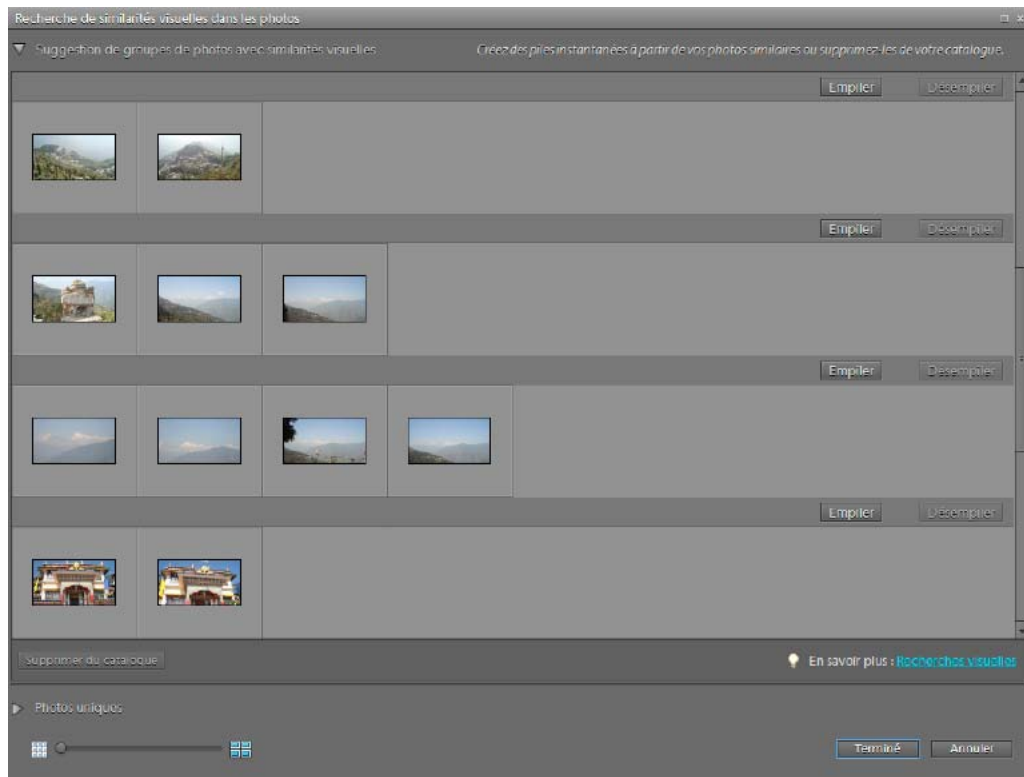 Recherche de similarités visuelles dans les photos
Suggestion de groupes de photos avec similarités visuelles
Créez des piles instantanées à partir de vos photos similaires ou supprimez-les de votre catalogue.
Empiler Désempiler
Empiler Désempiler
Empiler Désempiler
Empiler Désempiler
Supprimer du catalogue
En savoir plus : Recherches visuelles
Photos uniques
Terminé Annuler